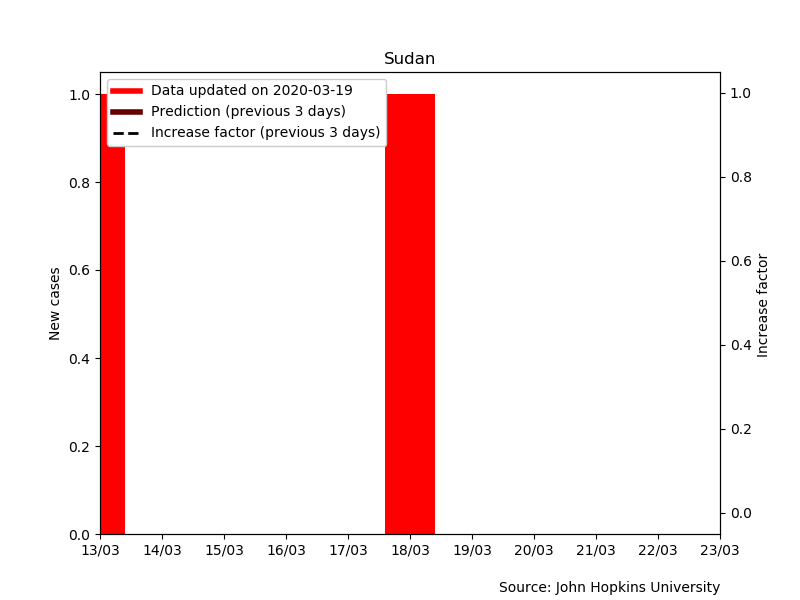 Sudan
Data updated on 2020-03-19
Prediction (previous 3 days)
Increase factor (previous 3 days)
New cases
1.0
0.8
0.6
0.4
0.2
0.0
Increase factor
1.0
0.8
0.6
0.4
0.2
0.0
13/03 14/03 15/03 16/03 17/03 18/03 19/03 20/03 21/03 22/03 23/03
Source: John Hopkins University